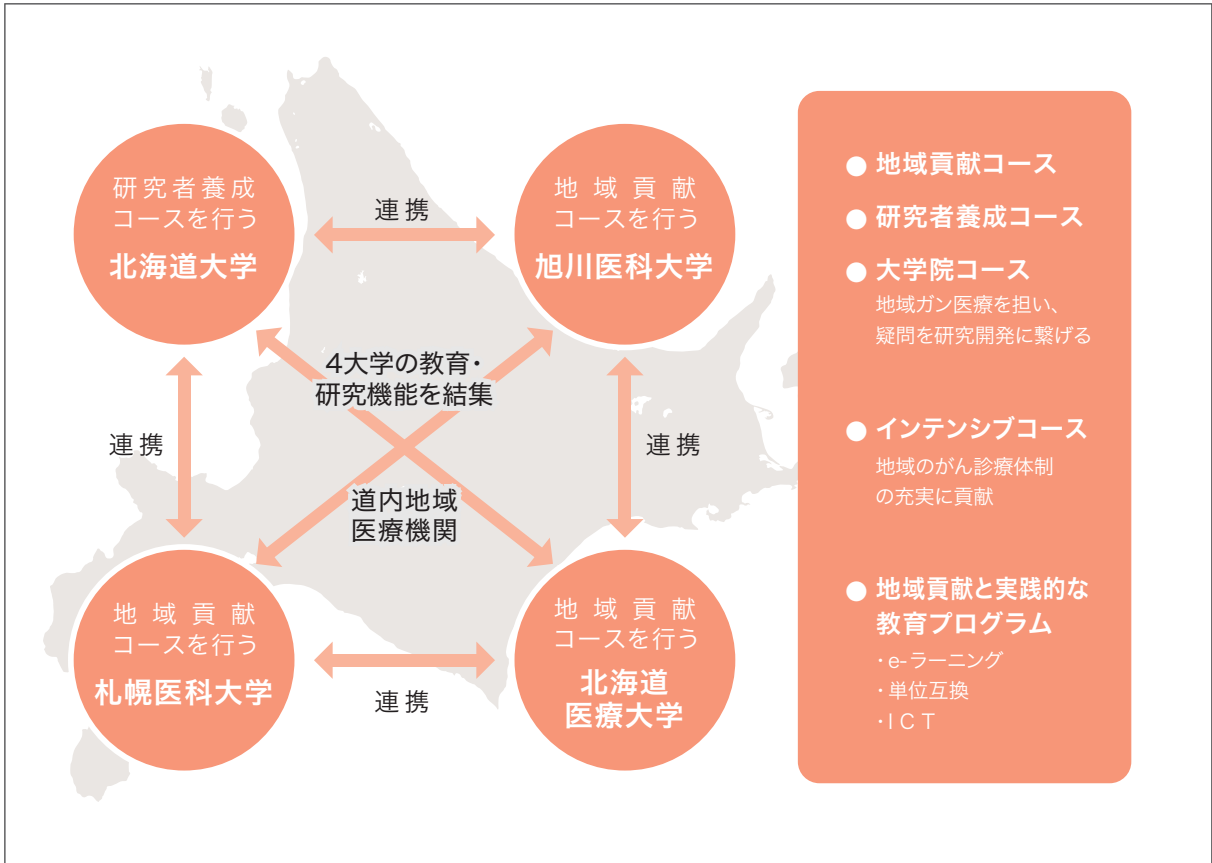 研究者養成
コースを行う
北海道大学
連携
地域貢献
コースを行う
旭川医科大学
4大学の教育・
研究機能を結集
連携
連携
道内地域
医療機関
地域貢献
コースを行う
札幌医科大学
連携
地域貢献
コースを行う
北海道
医療大学
● 地域貢献コース
● 研究者養成コース
● 大学院コース
地域ガン医療を担い、
疑問を研究開発に繋げる
● インテンシブコース
地域のがん診療体制
の充実に貢献
● 地域貢献と実践的な
教育プログラム
・e-ラーニング
・単位互換
・ICT